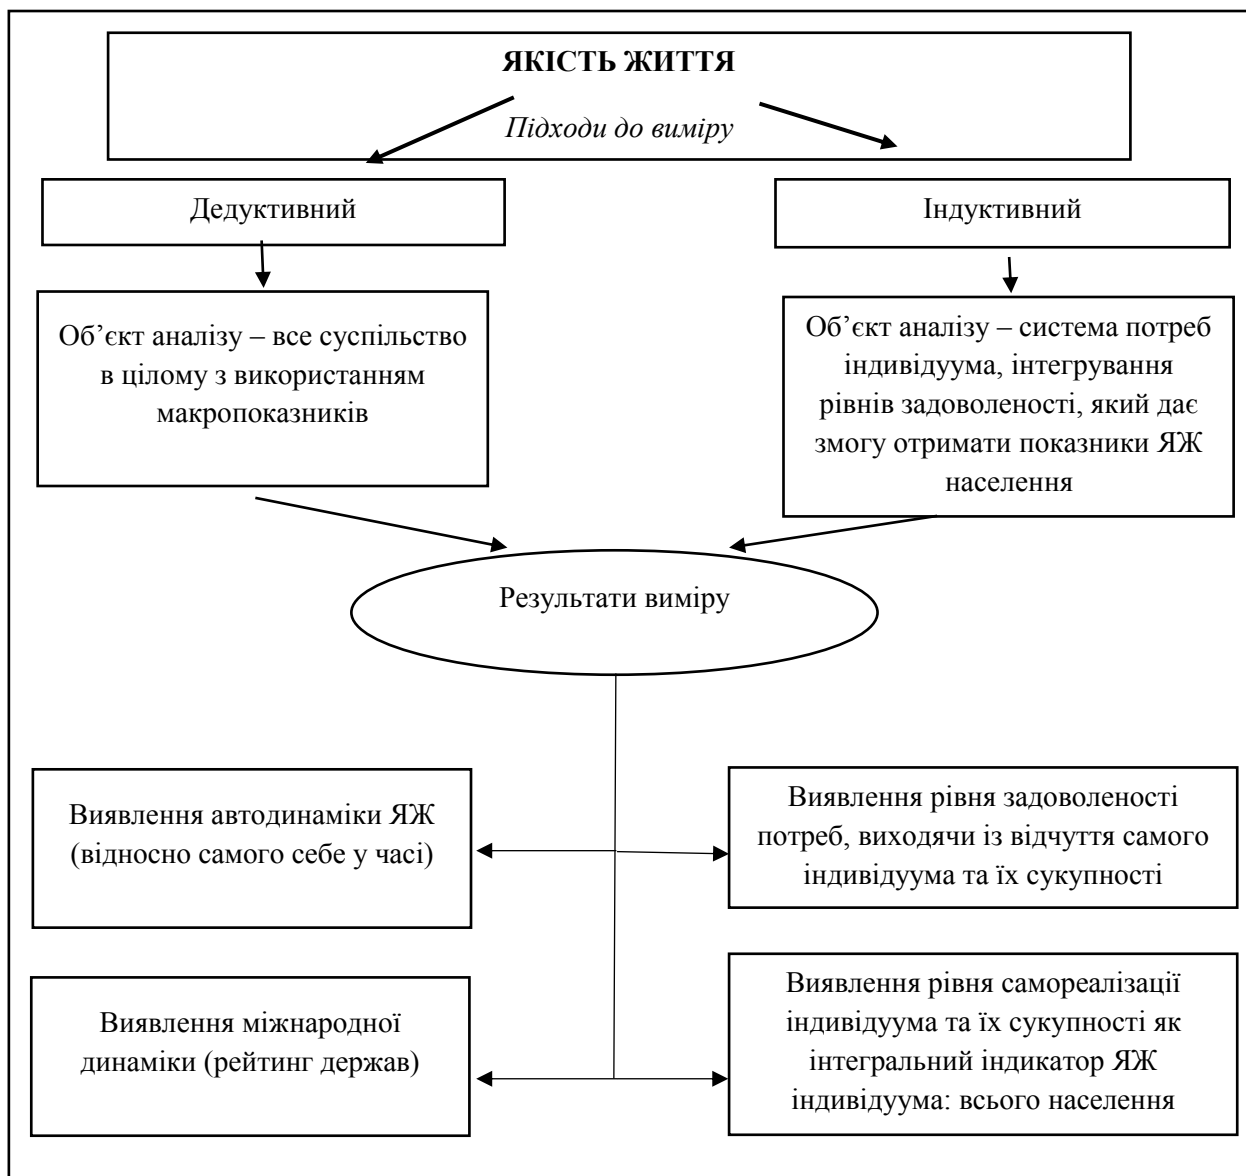 ЯКІСТЬ ЖИТТЯ
Підходи до виміру
Дедуктивний
Індуктивний
Об’єкт аналізу – все суспільство
в цілому з використанням
макропоказників
Об’єкт аналізу – система потреб
індивідуума, інтегрування
рівнів задоволеності, який дає
змогу отримати показники ЯЖ
населення
Результати виміру
Виявлення автодинаміки ЯЖ
(відносно самого себе у часі)
Виявлення рівня задоволеності
потреб, виходячи із відчуття самого
індивідуума та їх сукупності
Виявлення міжнародної
динаміки (рейтинг держав)
Виявлення рівня самореалізації
індивідуума та їх сукупності як
інтегральний індикатор ЯЖ
індивідуума: всього населення